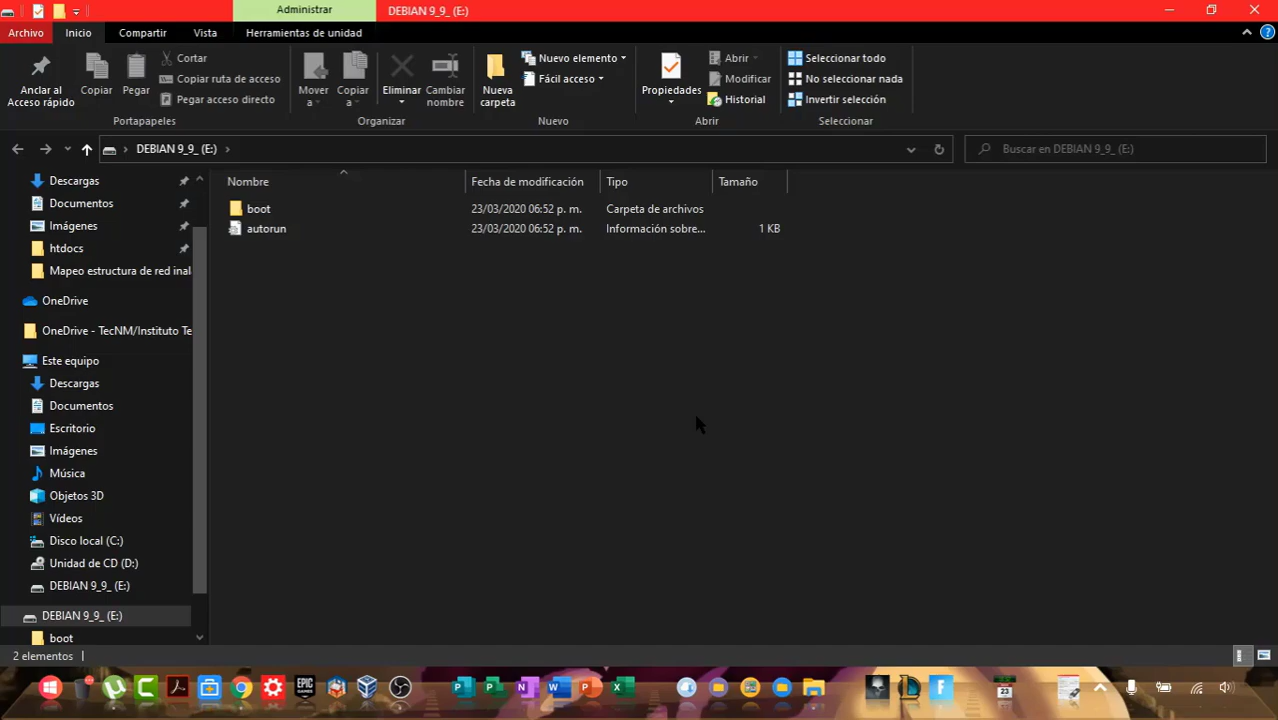 Administrar
DEBIAN 9_9_ (E:)
Archivo
Inicio
Compartir
Vista
Herramientas de unidad
Anclar al
Acceso rápido
Copiar
Pegar
Cortar
Copiar ruta de acceso
Pegar acceso directo
Portapapeles
Mover
a
Copiar
a
Eliminar
Cambiar
nombre
Organizar
Nueva
carpeta
Nuevo elemento
Fácil acceso
Nuevo
Propiedades
Abrir
Modificar
Historial
Abrir
Seleccionar todo
No seleccionar nada
Invertir selección
Seleccionar
DEBIAN 9_9_ (E:)
Buscar en DEBIAN 9_9_ (E:)
Descargas
Documentos
Imágenes
htdocs
Mapeo estructura de red inal
OneDrive
OneDrive - TecNM/Instituto Te
Este equipo
Descargas
Documentos
Escritorio
Imágenes
Música
Objetos 3D
Vídeos
Disco local (C:)
Unidad de CD (D:)
DEBIAN 9_9_ (E:)
DEBIAN 9_9_ (E:)
boot
Nombre
Fecha de modificación
Tipo
Tamaño
boot
23/03/2020 06:52 p. m.
Carpeta de archivos
autorun
23/03/2020 06:52 p. m.
Información sobre...
1 KB
2 elementos
EPIC
GAMES
23